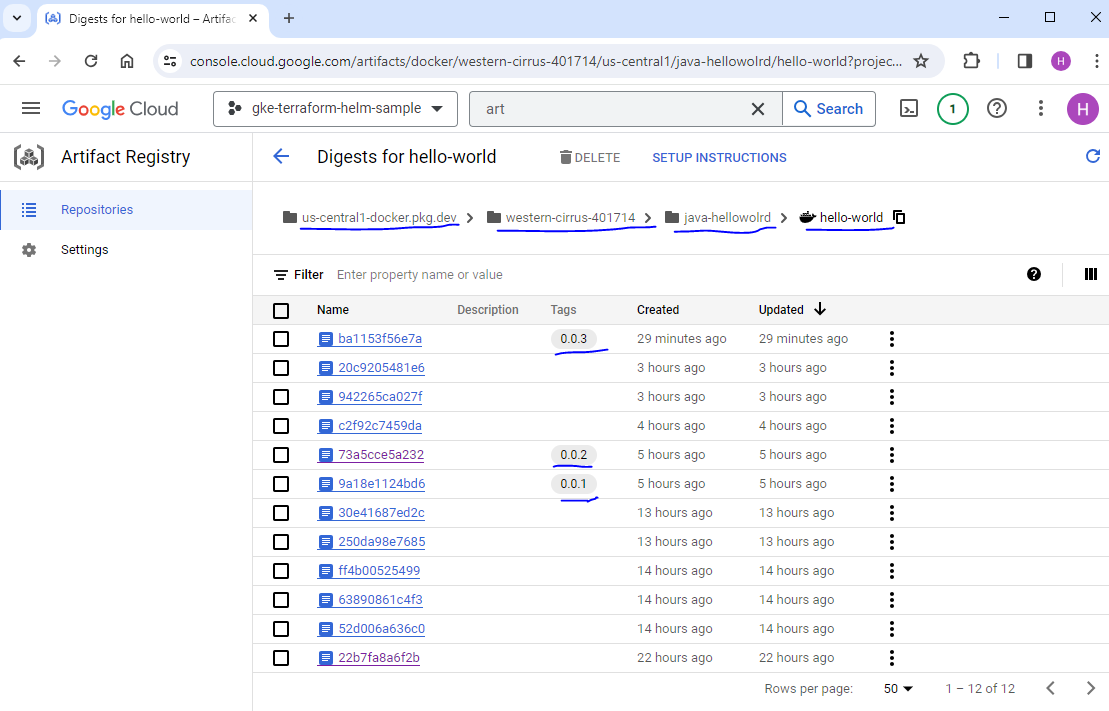 Digests for hello-world – Artifac
console.cloud.google.com/artifacts/docker/western-cirrus-401714/us-central1/java-hellowolrd/hello-world?projec...
H
Google Cloud
gke-terraform-helm-sample
art
Search
1
H
Artifact Registry
Digests for hello-world
DELETE
SETUP INSTRUCTIONS
Repositories
Settings
us-central1-docker.pkg.dev
western-cirrus-401714
java-hellowolrd
hello-world
Filter Enter property name or value
Name Description Tags Created Updated
ba1153f56e7a 0.0.3 29 minutes ago 29 minutes ago
20c9205481e6 3 hours ago 3 hours ago
942265ca027f 3 hours ago 3 hours ago
c2f92c7459da 4 hours ago 4 hours ago
73a5cce5a232 0.0.2 5 hours ago 5 hours ago
9a18e1124bd6 0.0.1 5 hours ago 5 hours ago
30e41687ed2c 13 hours ago 13 hours ago
250da98e7685 13 hours ago 13 hours ago
ff4b00525499 14 hours ago 14 hours ago
63890861c4f3 14 hours ago 14 hours ago
52d006a636c0 14 hours ago 14 hours ago
22b7fa8a6f2b 22 hours ago 22 hours ago
Rows per page: 50 1 – 12 of 12